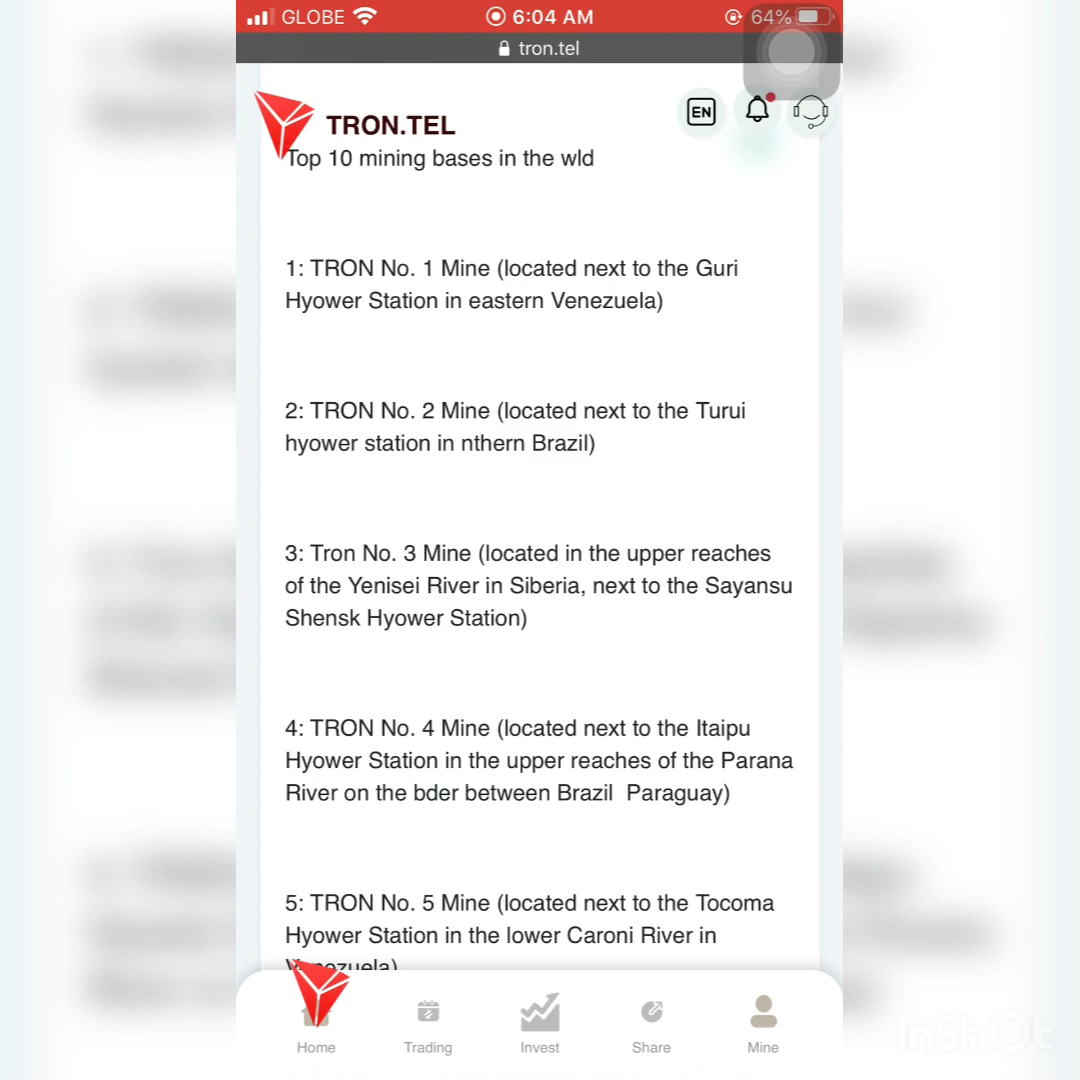 GLOBE 6:04 AM 64%
tron.tel
EN
TRON.TEL
Top 10 mining bases in the wld
1: TRON No. 1 Mine (located next to the Guri
Hyower Station in eastern Venezuela)
2: TRON No. 2 Mine (located next to the Turui
hyower station in nthern Brazil)
3: Tron No. 3 Mine (located in the upper reaches
of the Yenisei River in Siberia, next to the Sayansu
Shensk Hyower Station)
4: TRON No. 4 Mine (located next to the Itaipu
Hyower Station in the upper reaches of the Parana
River on the bder between Brazil  Paraguay)
5: TRON No. 5 Mine (located next to the Tocoma
Hyower Station in the lower Caroni River in
Venezuela)
Home Trading Invest Share Mine
InShOt